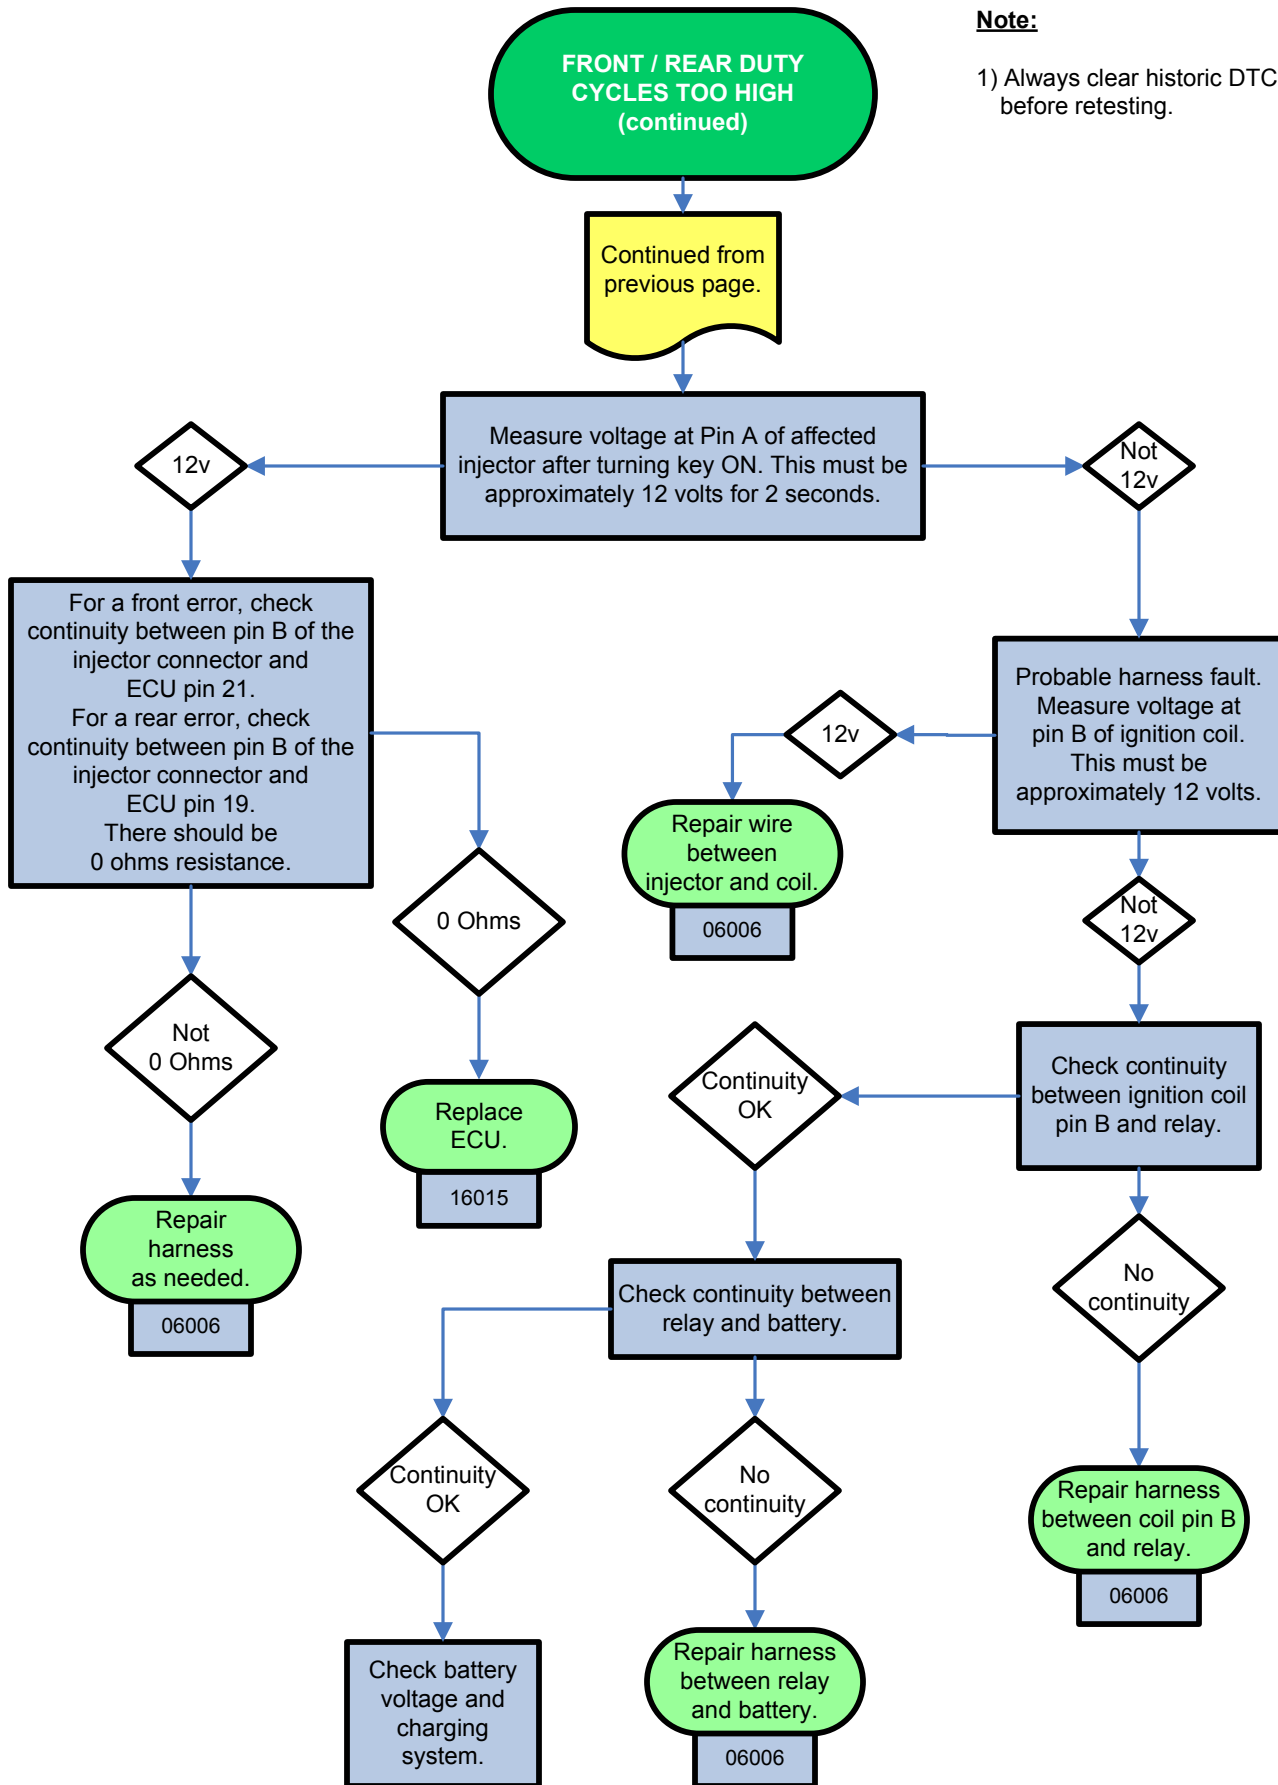 Note:
1) Always clear historic DTC
before retesting.
FRONT / REAR DUTY
CYCLES TOO HIGH
(continued)
Continued from
previous page.
Measure voltage at Pin A of affected
injector after turning key ON. This must be
approximately 12 volts for 2 seconds.
12v
Not
12v
For a front error, check
continuity between pin B of the
injector connector and
ECU pin 21.
For a rear error, check
continuity between pin B of the
injector connector and
ECU pin 19.
There should be
0 ohms resistance.
Probable harness fault.
Measure voltage at
pin B of ignition coil.
This must be
approximately 12 volts.
12v
Repair wire
between
injector and coil.
06006
Not
12v
0 Ohms
Not
0 Ohms
Replace
ECU.
16015
Repair
harness
as needed.
06006
Check continuity
between ignition coil
pin B and relay.
Continuity
OK
No
continuity
Check continuity between
relay and battery.
Continuity
OK
No
continuity
Repair harness
between coil pin B
and relay.
06006
Check battery
voltage and
charging
system.
Repair harness
between relay
and battery.
06006